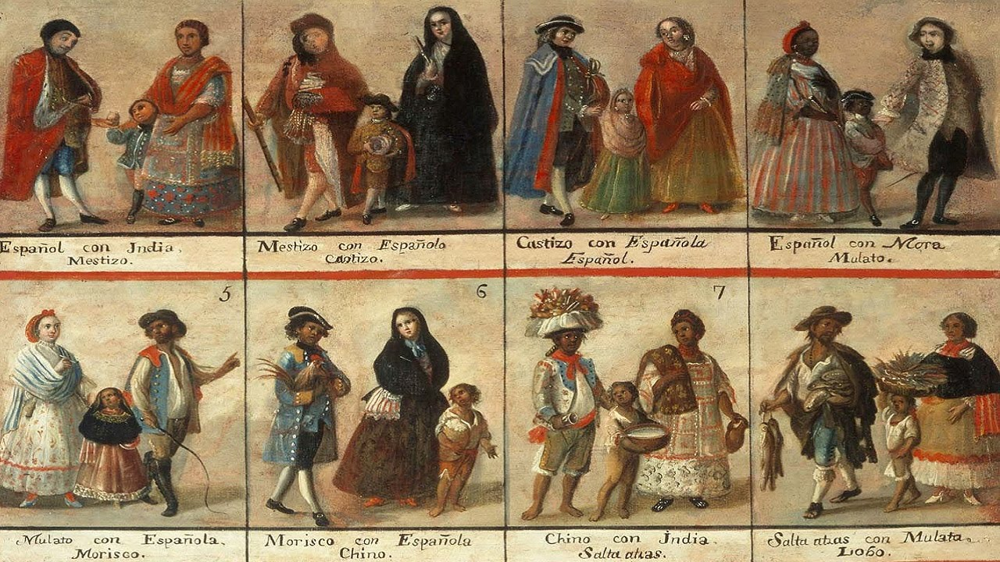 Español con India,
Mestizo.
Mestizo con Española
Castizo.
Castizo con Española
Español.
Español con Mora
Mulato.
5
6
7
Mulato con Española.
Morisco.
Morisco con Española
Chino.
Chino con India.
Salta atras.
Salta atras con Mulata.
Lobo.